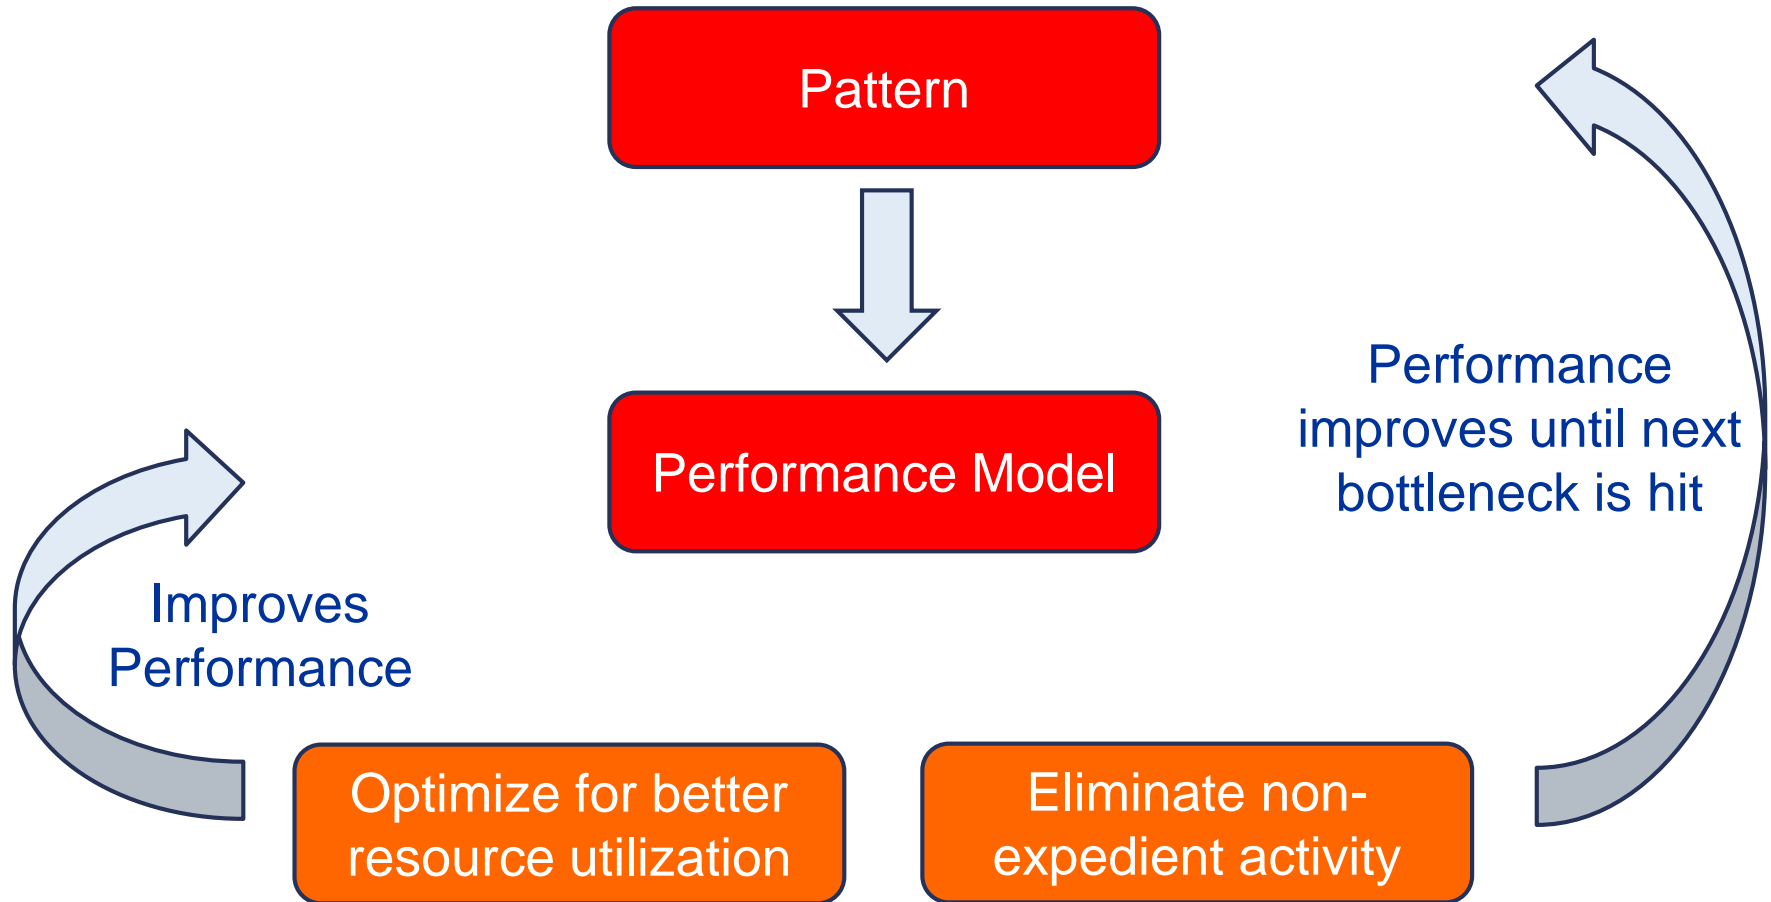 Pattern
Performance Model
Performance
improves until next
bottleneck is hit
Improves
Performance
Optimize for better
resource utilization
Eliminate non-
expedient activity